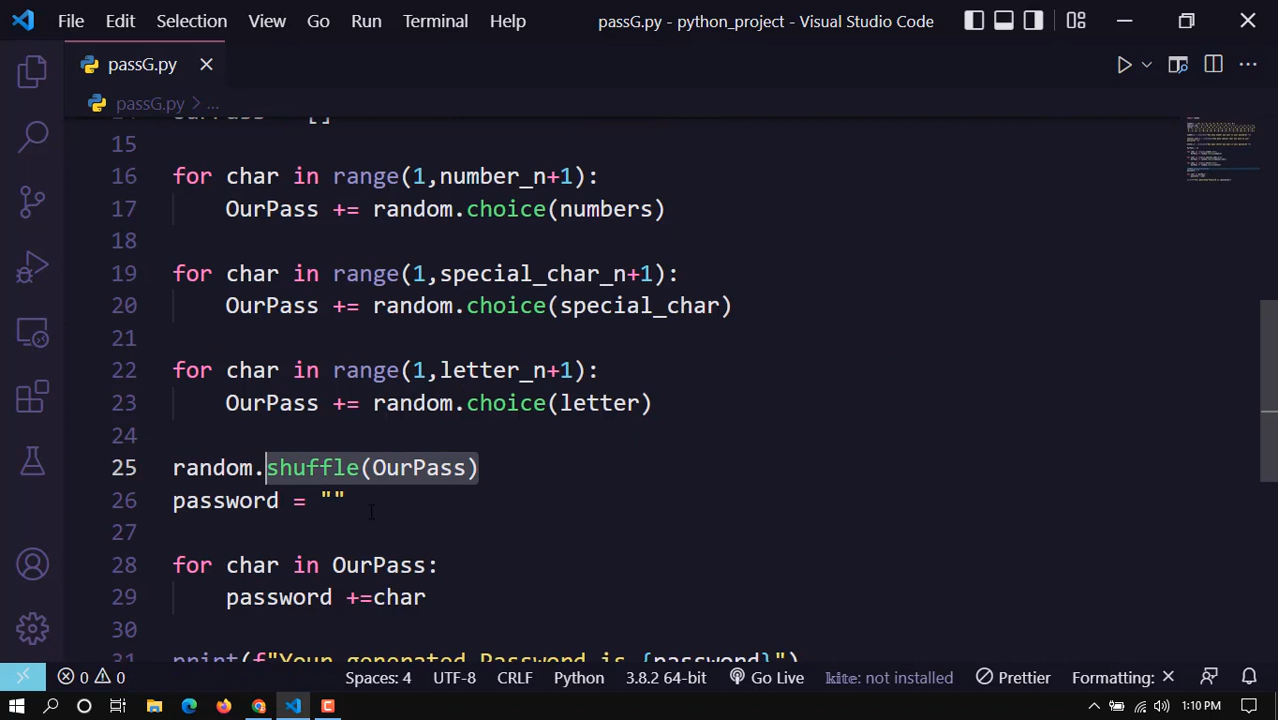 File Edit Selection View Go Run Terminal Help passG.py - python_project - Visual Studio Code
passG.py
passG.py > ...
15
16 for char in range(1,number_n+1):
17 OurPass += random.choice(numbers)
18
19 for char in range(1,special_char_n+1):
20 OurPass += random.choice(special_char)
21
22 for char in range(1,letter_n+1):
23 OurPass += random.choice(letter)
24
25 random.shuffle(OurPass)
26 password = ""
27
28 for char in OurPass:
29 password +=char
30
31 print(f"Your generated Password is {password}")
0 0 Spaces: 4 UTF-8 CRLF Python 3.8.2 64-bit Go Live kite: not installed Prettier Formatting:
1:10 PM